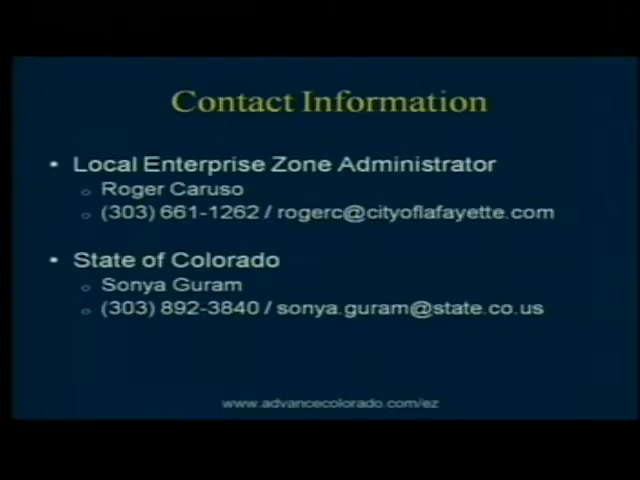 Contact Information
• Local Enterprise Zone Administrator
o Roger Caruso
o (303) 661-1262 / rogerc@cityoflafayette.com
• State of Colorado
o Sonya Guram
o (303) 892-3840 / sonya.guram@state.co.us
www.advancecolorado.com/ez